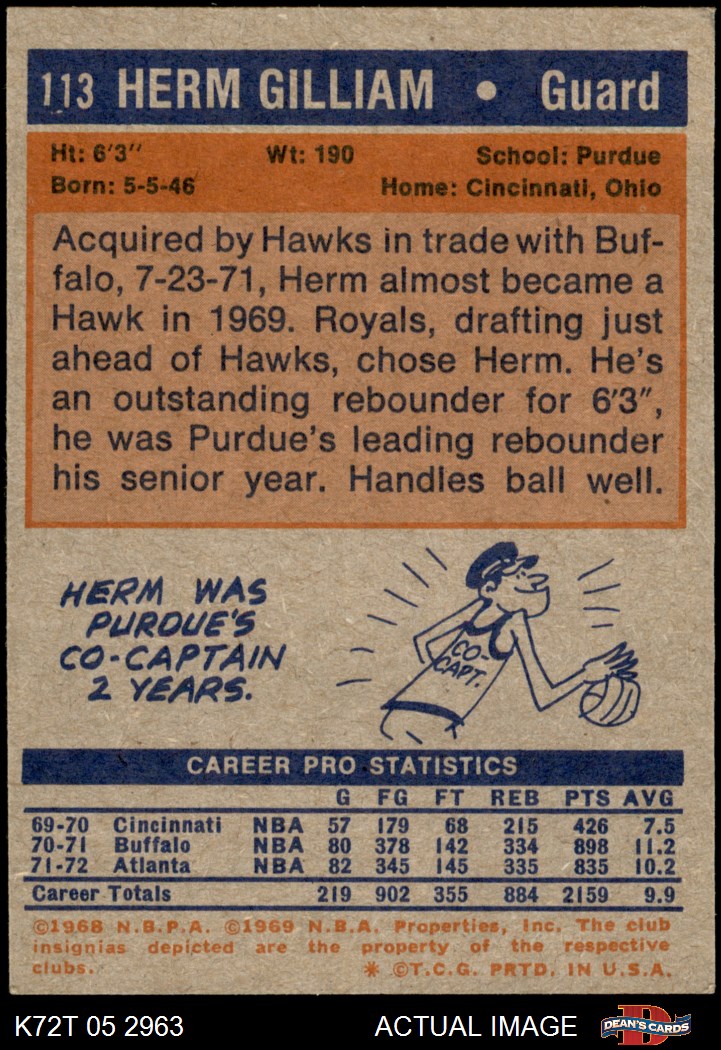 113 HERM GILLIAM • Guard
Ht: 6'3" Wt: 190 School: Purdue
Born: 5-5-46 Home: Cincinnati, Ohio
Acquired by Hawks in trade with Buf-
falo, 7-23-71, Herm almost became a
Hawk in 1969. Royals, drafting just
ahead of Hawks, chose Herm. He's
an outstanding rebounder for 6'3",
he was Purdue's leading rebounder
his senior year. Handles ball well.
HERM WAS
PURDUE'S
CO-CAPTAIN
2 YEARS.
CO-
CAPT.
CAREER PRO STATISTICS
G FG FT REB PTS AVG
69-70 Cincinnati NBA 57 179 68 215 426 7.5
70-71 Buffalo NBA 80 378 142 334 898 11.2
71-72 Atlanta NBA 82 345 145 335 835 10.2
Career Totals 219 902 355 884 2159 9.9
©1968 N.B.P.A. ©1969 N.B.A. Properties, Inc. The club
insignias depicted are the property of the respective
clubs. * ©T.C.G. PRTD. IN U.S.A.
K72T 05 2963 ACTUAL IMAGE D DEAN'S CARDS